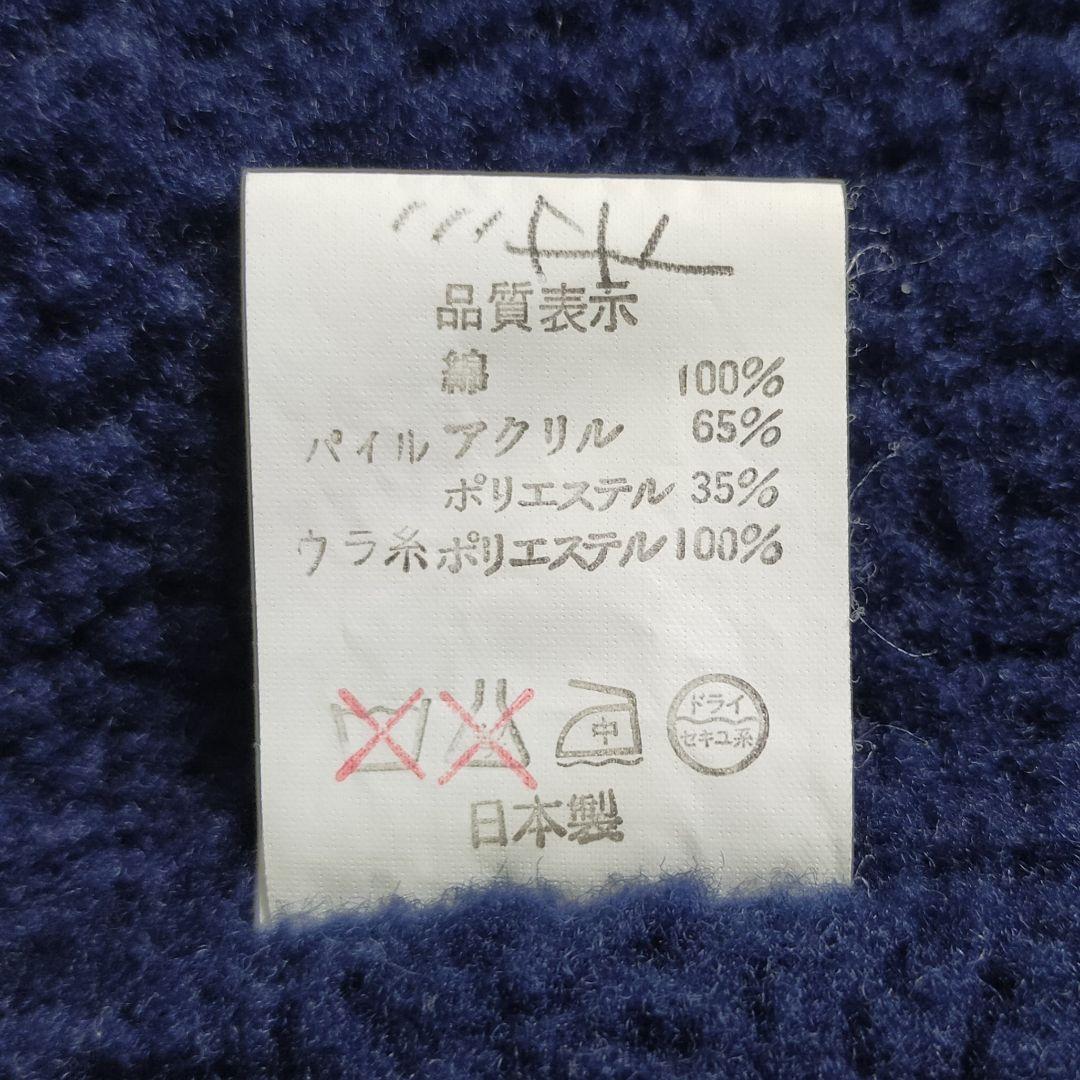 品質表示
綿 100%
パイル アクリル 65%
ポリエステル 35%
ウラ糸 ポリエステル 100%
中
ドライ
セキユ系
日本製